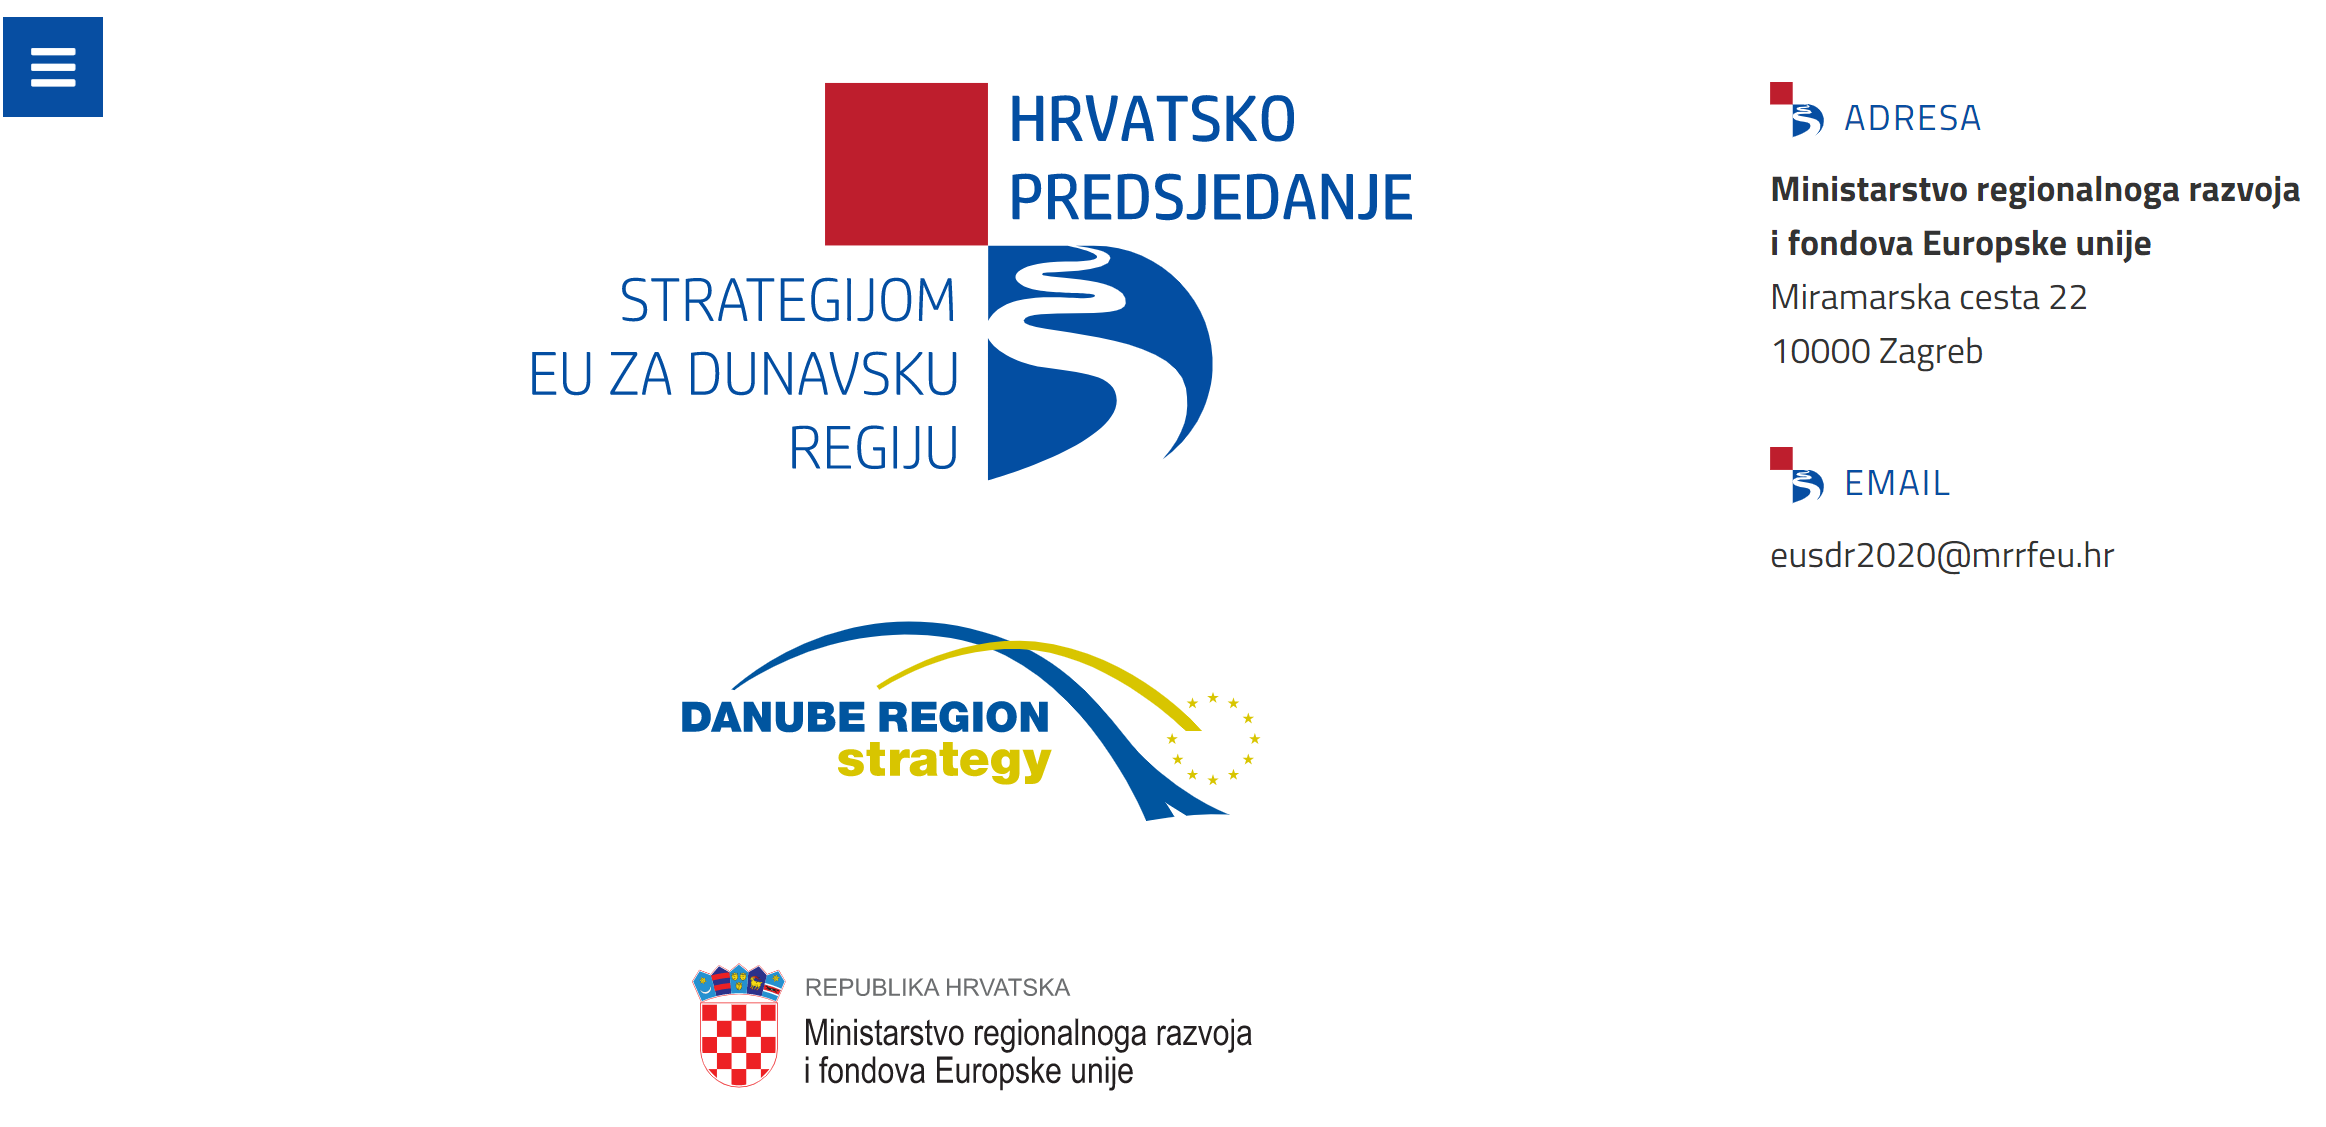 HRVATSKO
PREDSJEDANJE
STRATEGIJOM
EU ZA DUNAVSKU
REGIJU
DANUBE REGION
strategy
REPUBLIKA HRVATSKA
Ministarstvo regionalnoga razvoja
i fondova Europske unije
ADRESA
Ministarstvo regionalnoga razvoja
i fondova Europske unije
Miramarska cesta 22
10000 Zagreb
EMAIL
eusdr2020@mrrfeu.hr